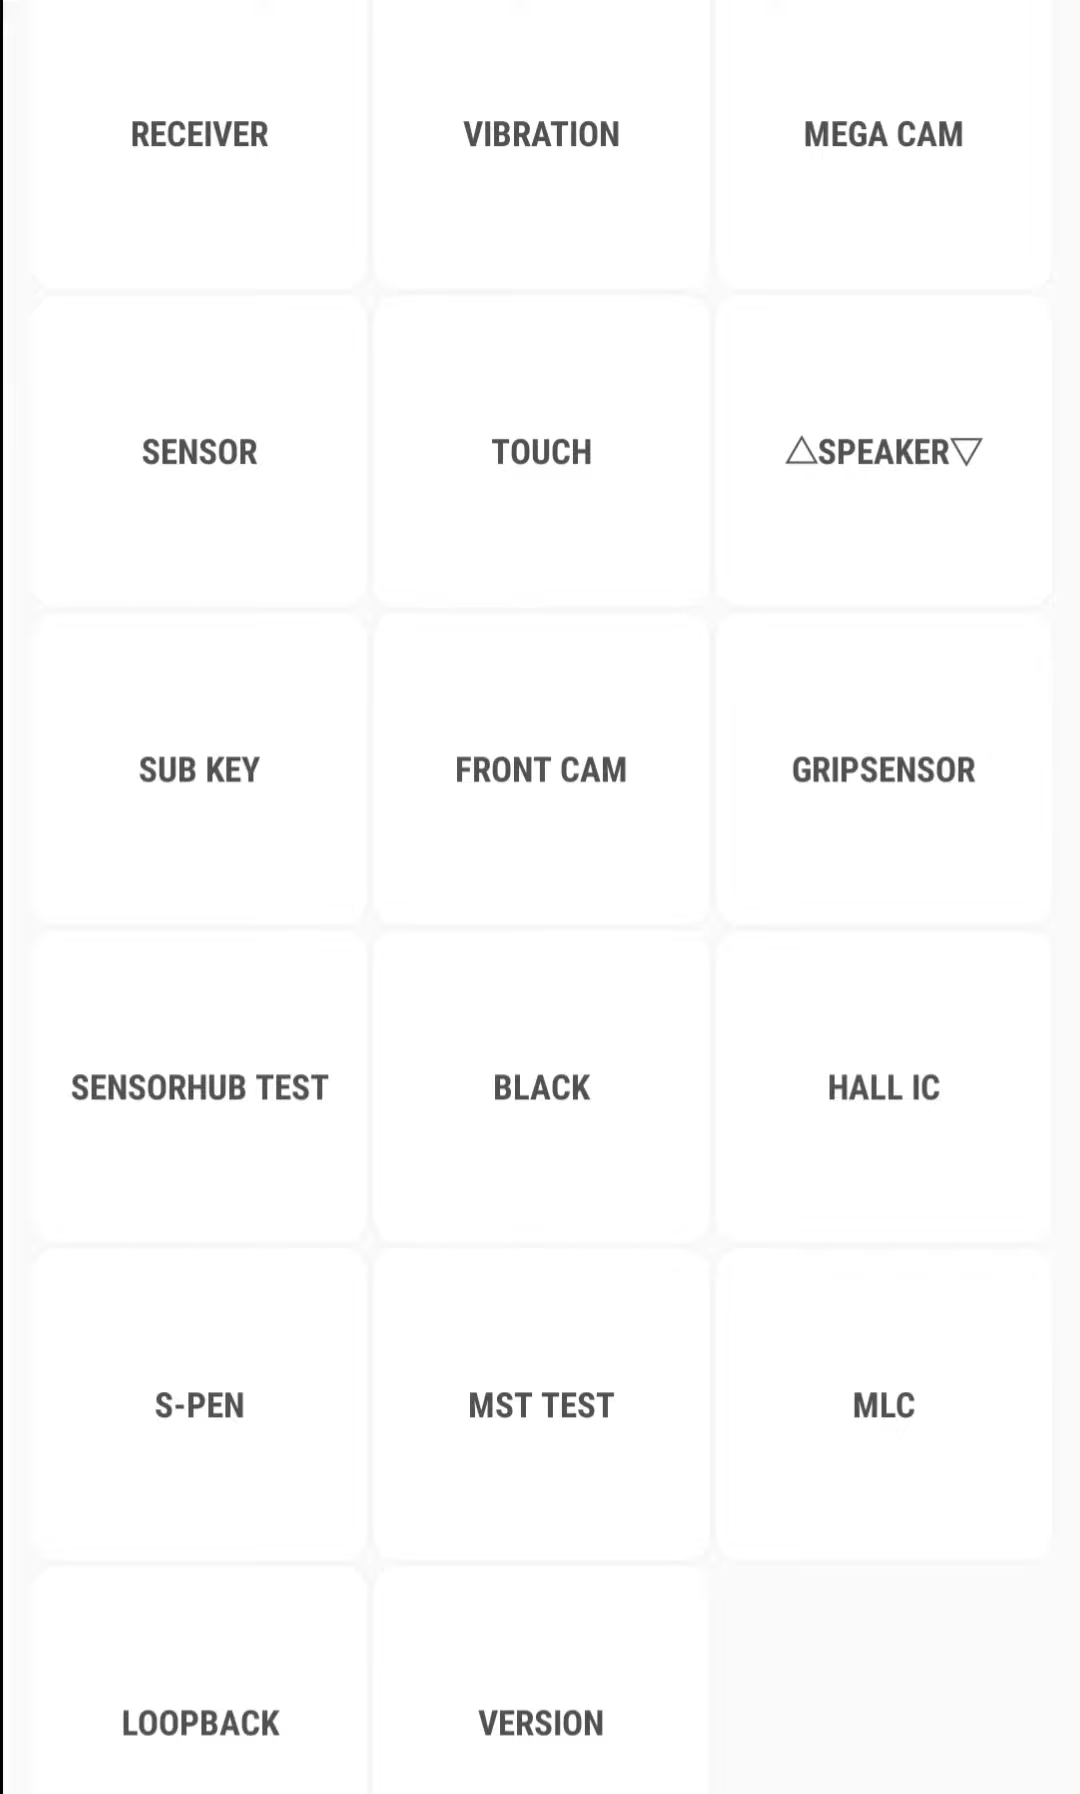 RECEIVER
VIBRATION
MEGA CAM
SENSOR
TOUCH
△SPEAKER▽
SUB KEY
FRONT CAM
GRIPSENSOR
SENSORHUB TEST
BLACK
HALL IC
S-PEN
MST TEST
MLC
LOOPBACK
VERSION